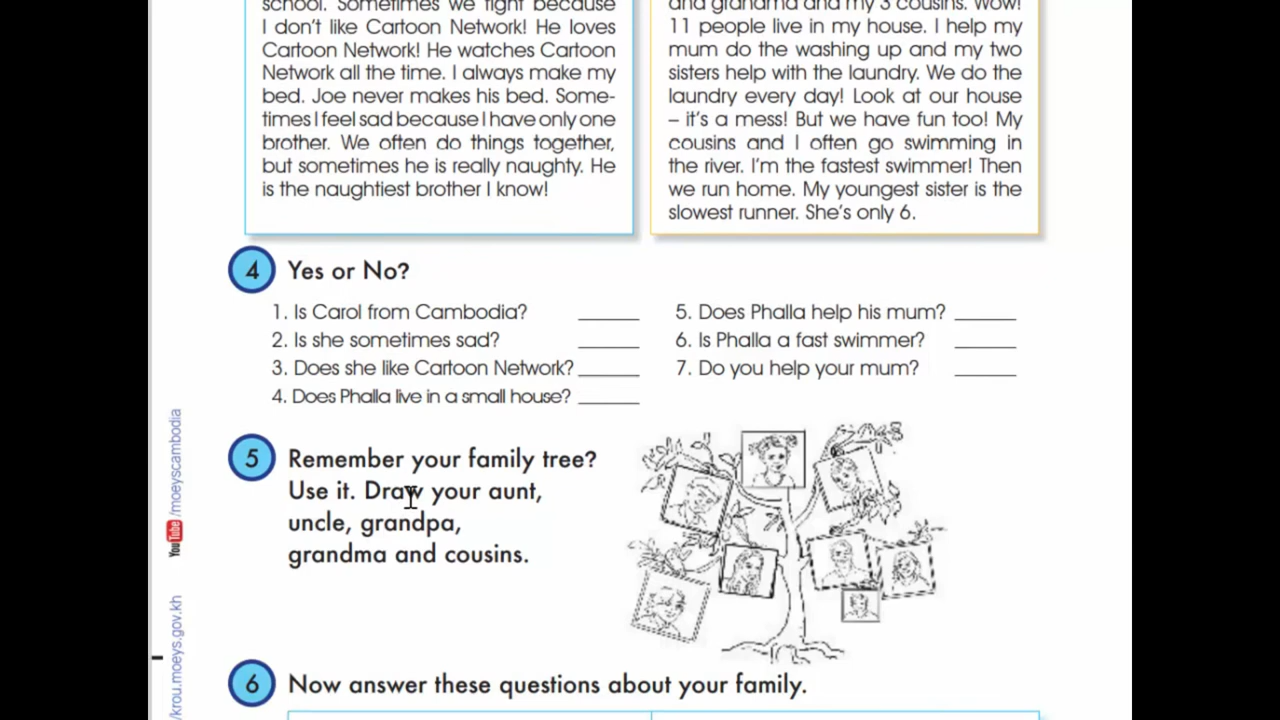 school. Sometimes we fight because
I don't like Cartoon Network! He loves
Cartoon Network! He watches Cartoon
Network all the time. I always make my
bed. Joe never makes his bed. Some-
times I feel sad because I have only one
brother. We often do things together,
but sometimes he is really naughty. He
is the naughtiest brother I know!
and grandma and my 3 cousins. Wow!
11 people live in my house. I help my
mum do the washing up and my two
sisters help with the laundry. We do the
laundry every day! Look at our house
– it's a mess! But we have fun too! My
cousins and I often go swimming in
the river. I'm the fastest swimmer! Then
we run home. My youngest sister is the
slowest runner. She's only 6.
4 Yes or No?
1. Is Carol from Cambodia? ______
2. Is she sometimes sad? ______
3. Does she like Cartoon Network? ______
4. Does Phalla live in a small house? ______
5. Does Phalla help his mum? ______
6. Is Phalla a fast swimmer? ______
7. Do you help your mum? ______
5 Remember your family tree?
Use it. Draw your aunt,
uncle, grandpa,
grandma and cousins.
6 Now answer these questions about your family.
YouTube /moeyscambodia
/krou.moeys.gov.kh